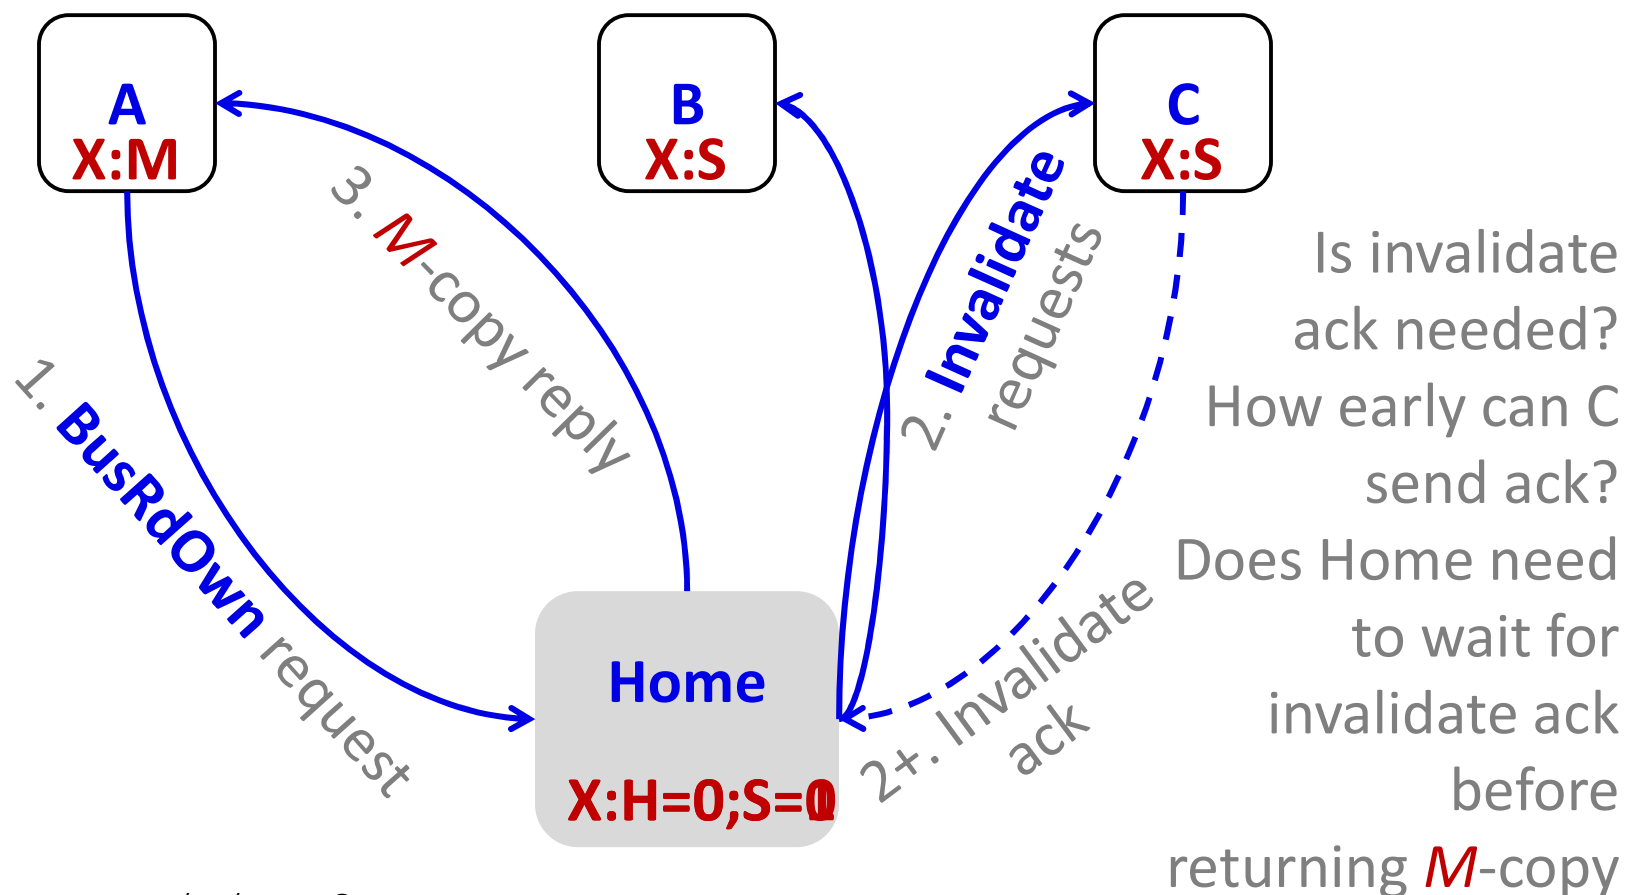 A
X:M
B
X:S
C
X:S
3. M-copy reply
2. Invalidate
requests
1. BusRdOwn request
Is invalidate
ack needed?
How early can C
send ack?
Does Home need
to wait for
invalidate ack
before
returning M-copy
2+. Invalidate
ack
Home
X:H=0;S=